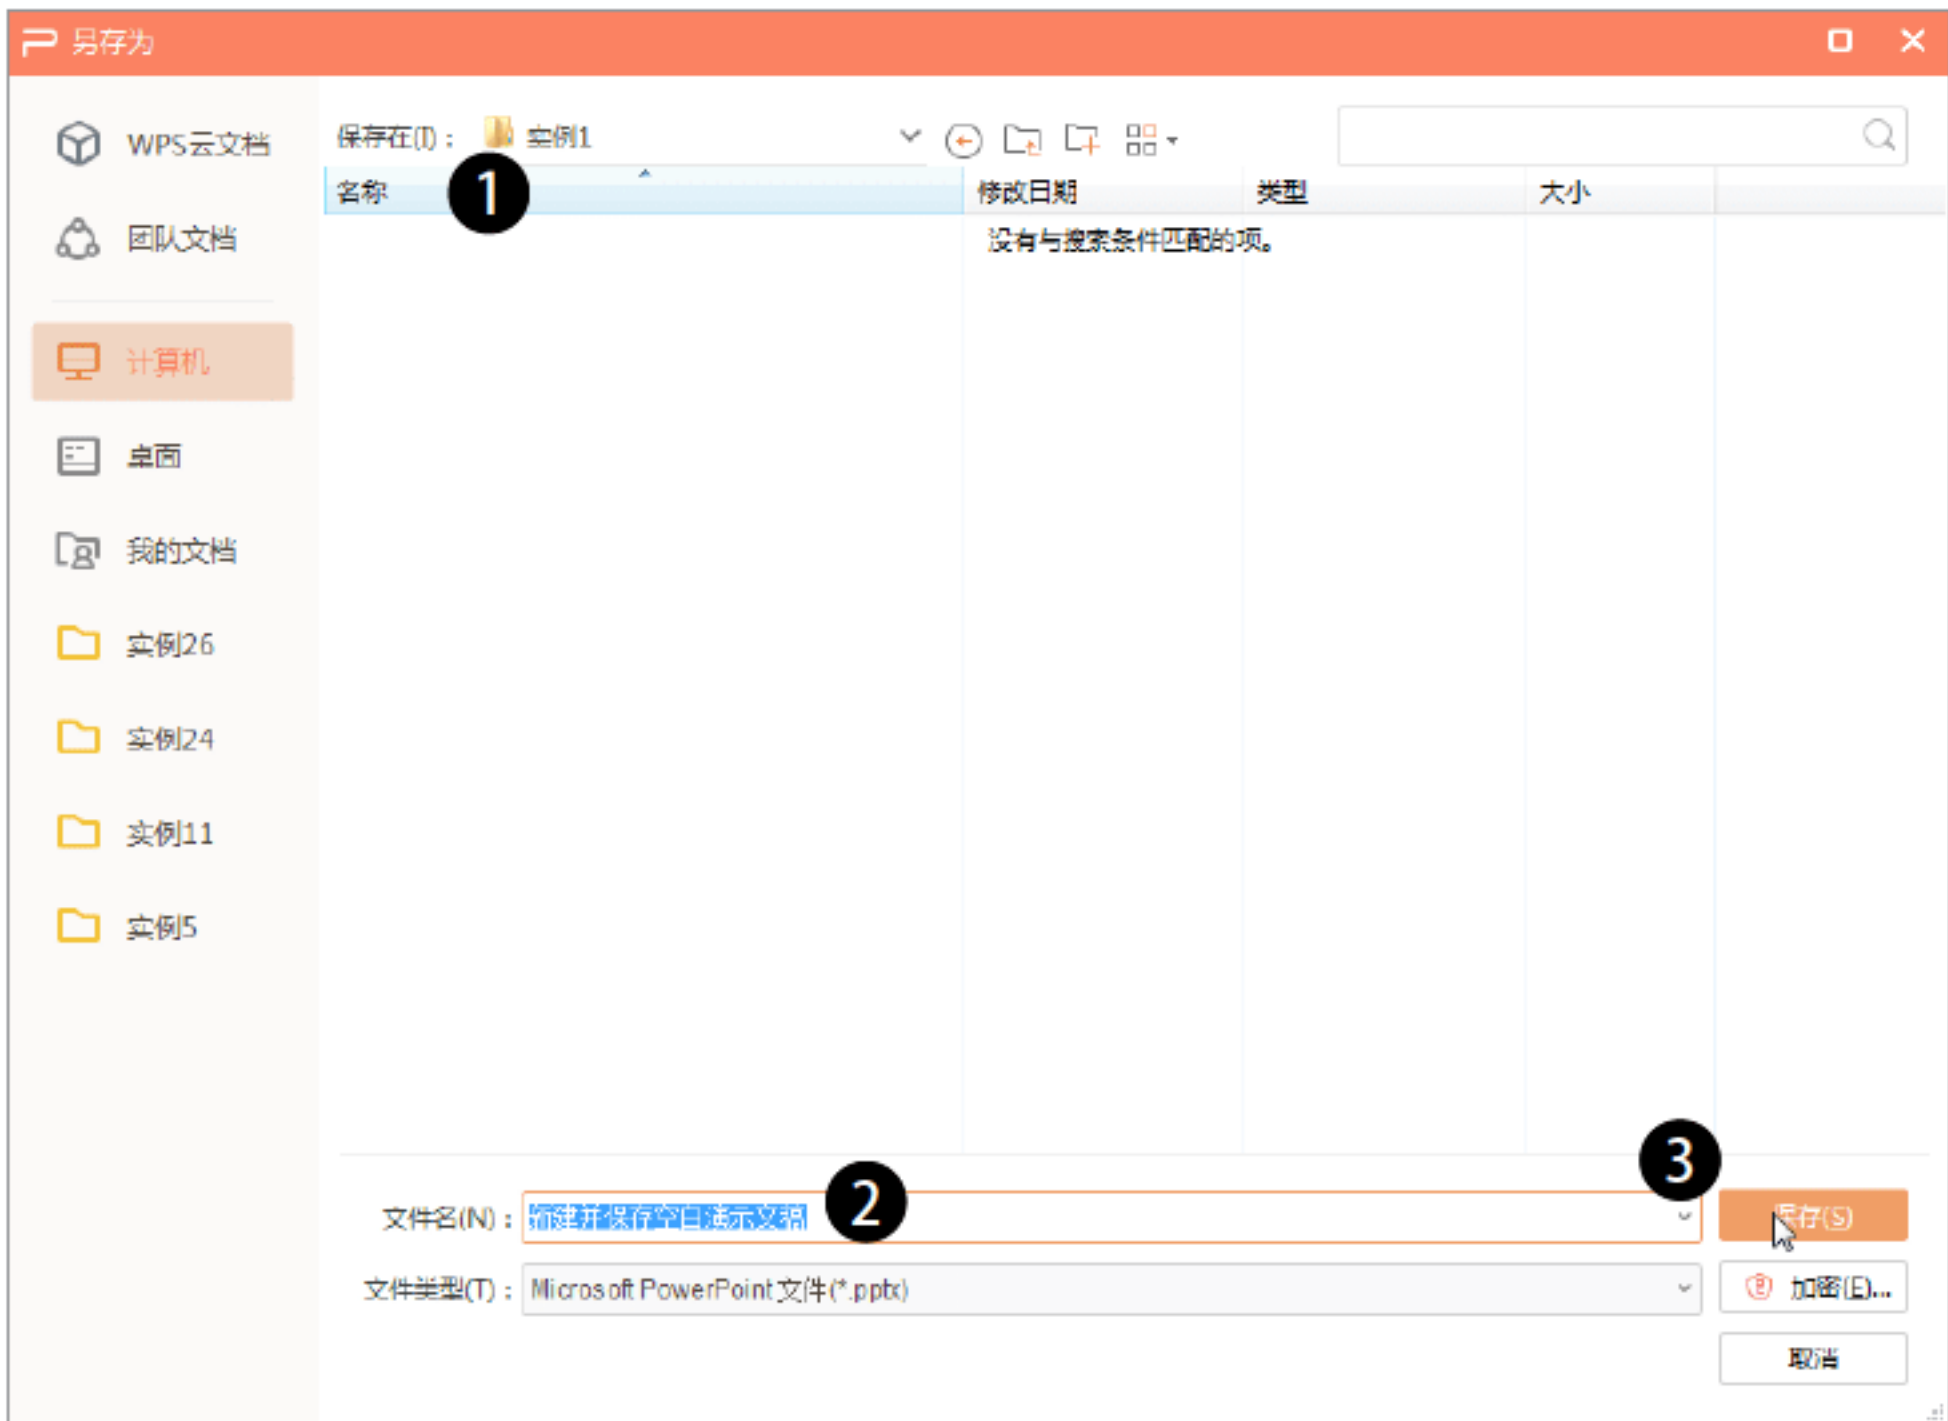 另存为
WPS云文档
团队文档
计算机
桌面
我的文档
实例26
实例24
实例11
实例5
保存在(I)： 实例1
1
名称 修改日期 类型 大小
没有与搜索条件匹配的项。
2
3
文件名(N)： 新建并保存空白演示文稿 保存(S)
文件类型(T)： Microsoft PowerPoint 文件(*.pptx) 加密(E)...
取消